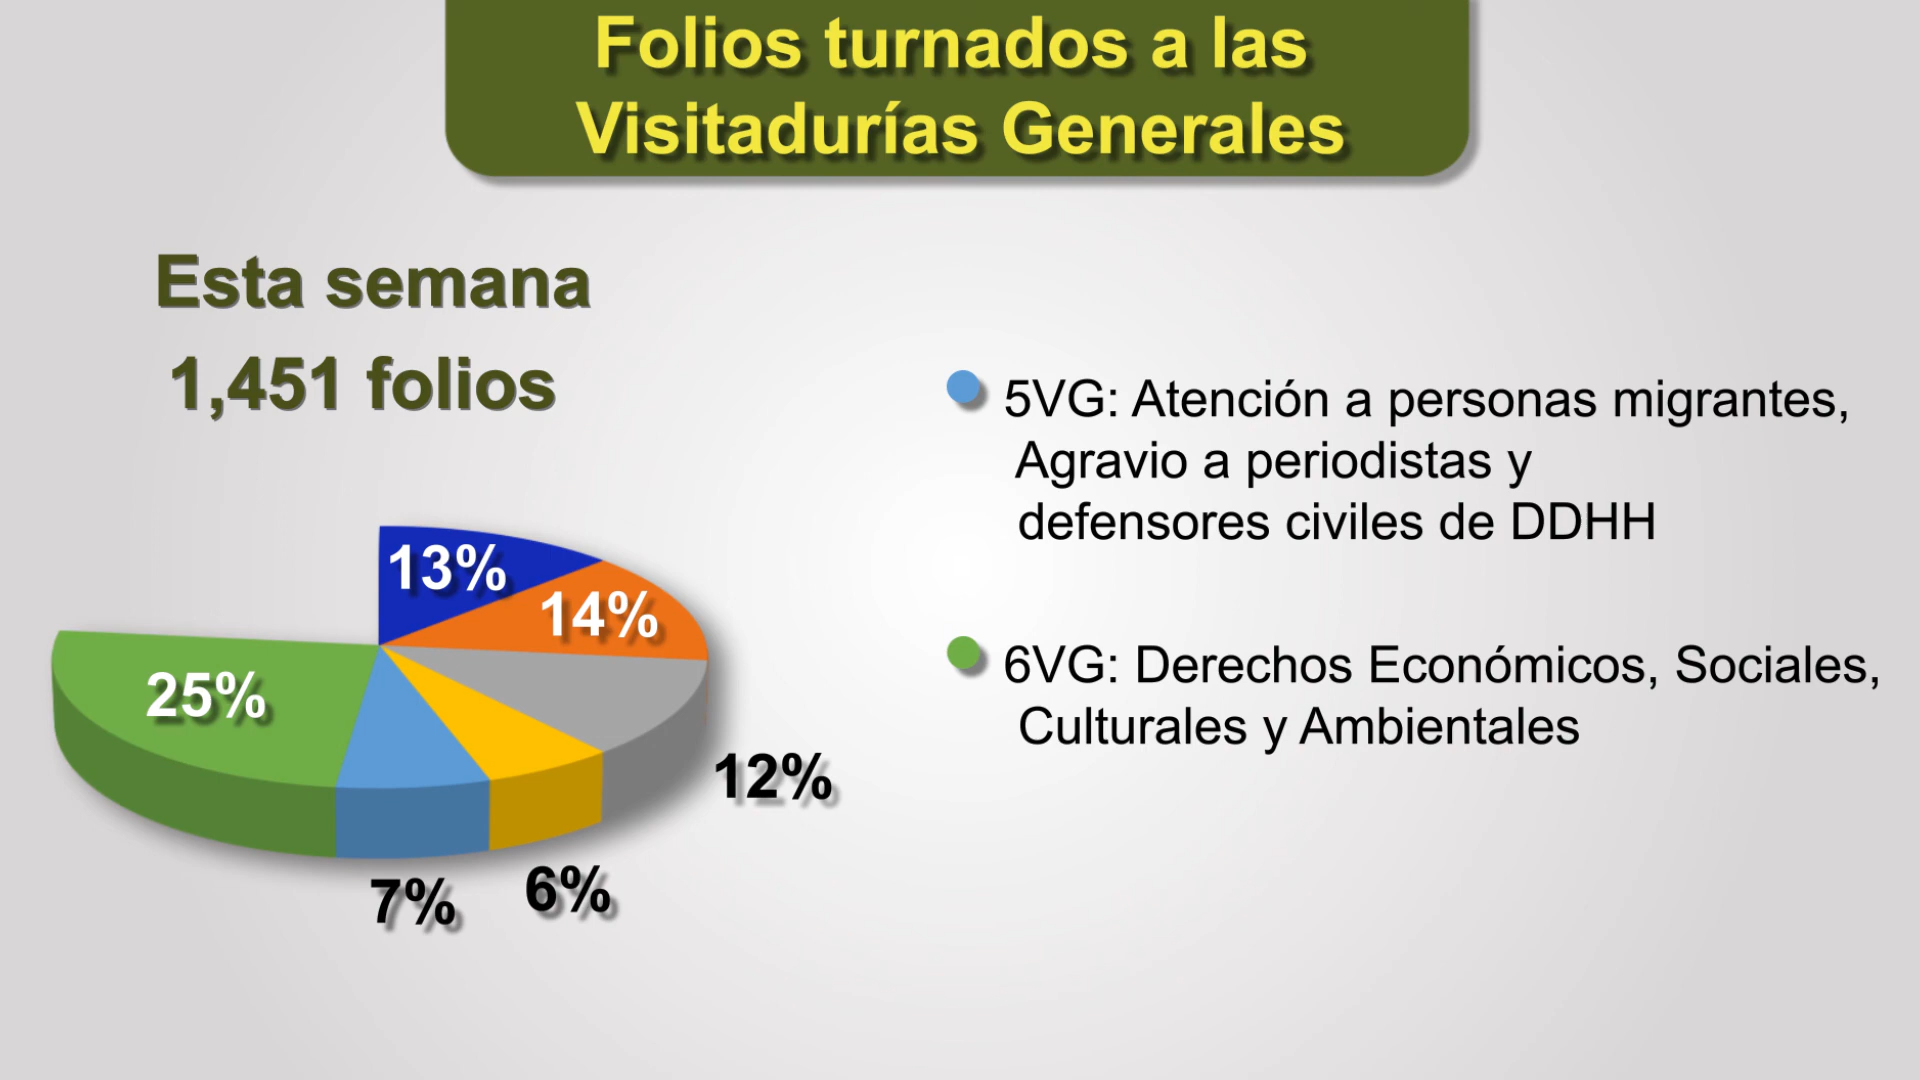 Folios turnados a las
Visitadurías Generales
Esta semana
1,451 folios
5VG: Atención a personas migrantes,
Agravio a periodistas y
defensores civiles de DDHH
6VG: Derechos Económicos, Sociales,
Culturales y Ambientales
13%
14%
25%
12%
7%
6%